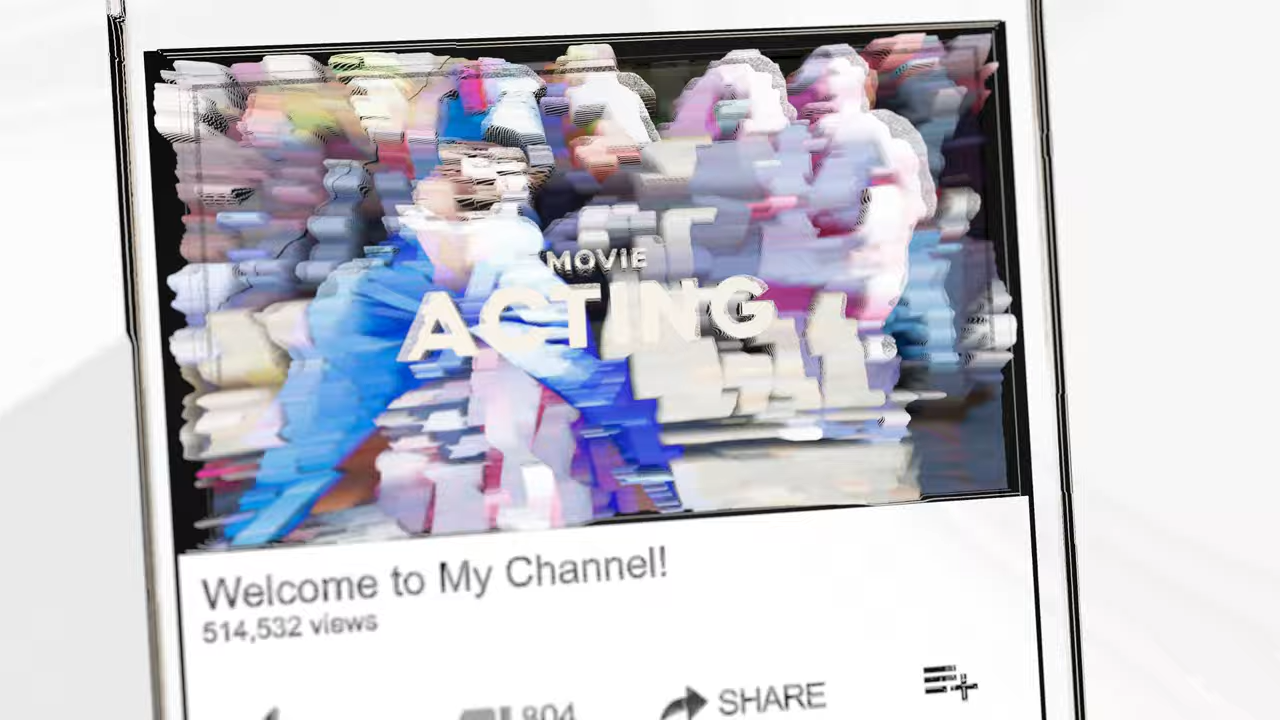 MOVIE
ACTING
Welcome to My Channel!
514,532 views
804
SHARE